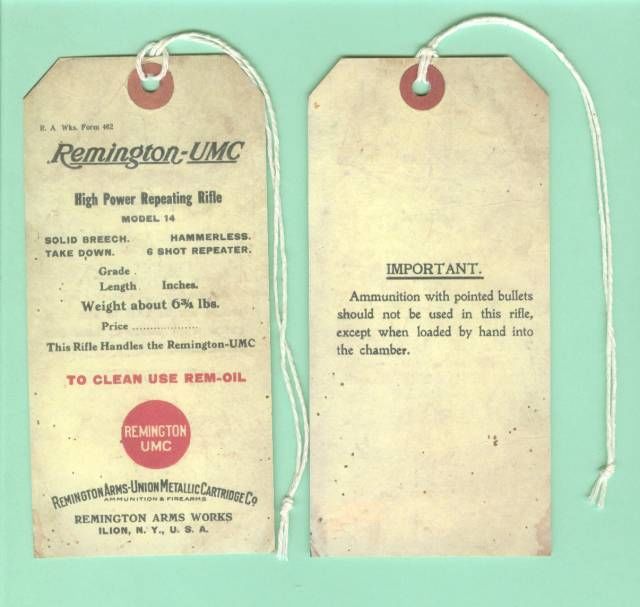 R. A. Wks. Form 462
Remington-UMC
High Power Repeating Rifle
MODEL 14
SOLID BREECH. HAMMERLESS.
TAKE DOWN. 6 SHOT REPEATER.
Grade
Length Inches.
Weight about 6¾ lbs.
Price ....................
This Rifle Handles the Remington-UMC
TO CLEAN USE REM-OIL
REMINGTON
UMC
REMINGTON ARMS-UNION METALLIC CARTRIDGE CO
AMMUNITION & FIREARMS
REMINGTON ARMS WORKS
ILION, N. Y., U. S. A.
IMPORTANT.
Ammunition with pointed bullets
should not be used in this rifle,
except when loaded by hand into
the chamber.